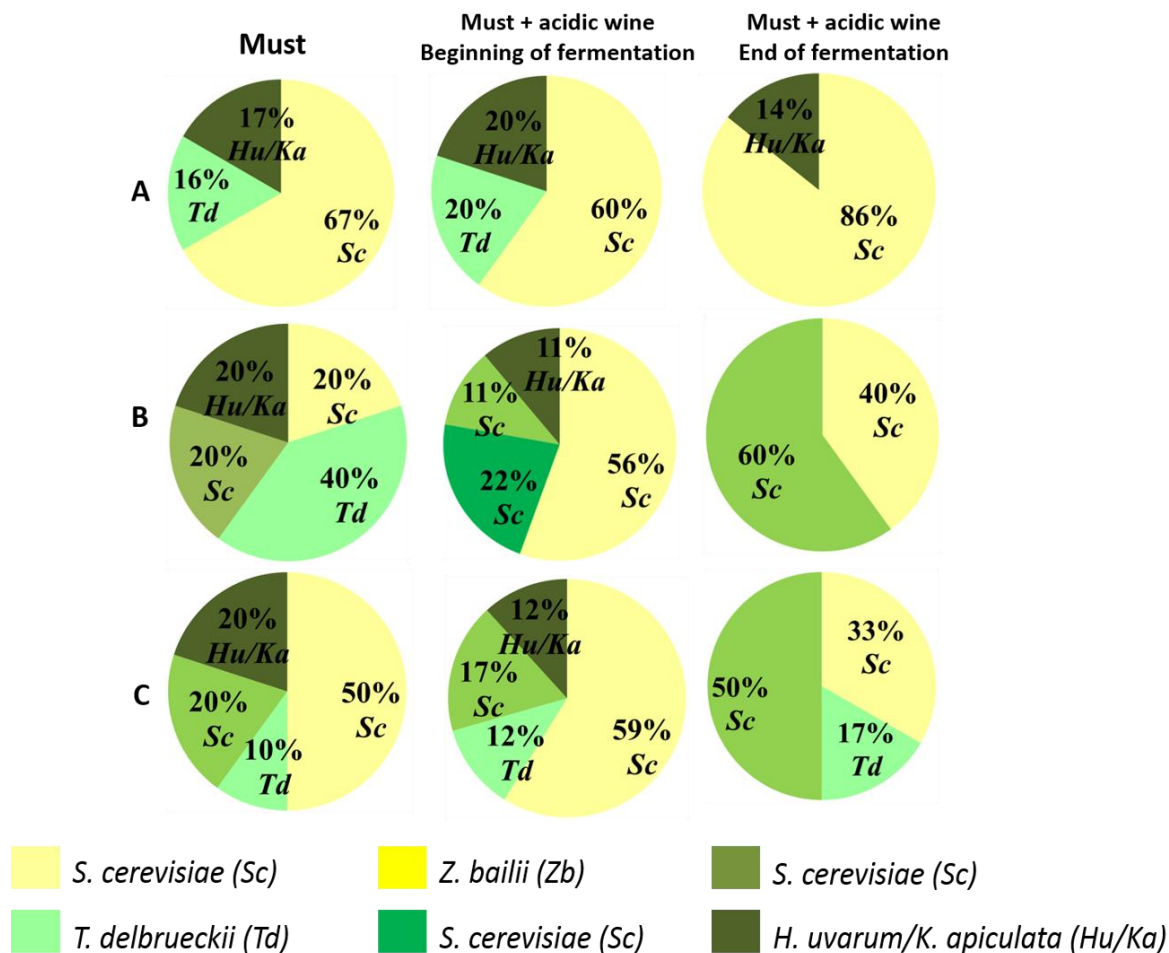 Must
Must + acidic wine
Beginning of fermentation
Must + acidic wine
End of fermentation
A
17%
Hu/Ka
16%
Td
67%
Sc
20%
Hu/Ka
20%
Td
60%
Sc
14%
Hu/Ka
86%
Sc
B
20%
Hu/Ka
20%
Sc
20%
Sc
40%
Td
11%
Hu/Ka
11%
Sc
22%
Sc
56%
Sc
40%
Sc
60%
Sc
C
20%
Hu/Ka
20%
Sc
10%
Td
50%
Sc
12%
Hu/Ka
17%
Sc
12%
Td
59%
Sc
33%
Sc
50%
Sc
17%
Td
S. cerevisiae (Sc)
Z. bailii (Zb)
S. cerevisiae (Sc)
T. delbrueckii (Td)
S. cerevisiae (Sc)
H. uvarum/K. apiculata (Hu/Ka)